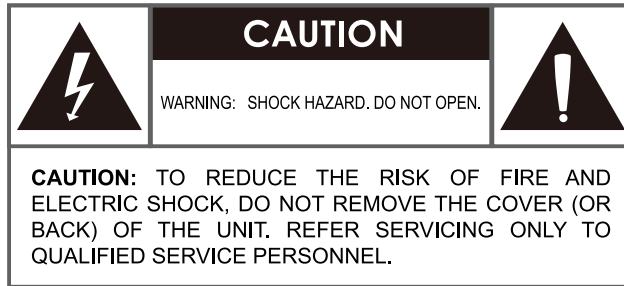 CAUTION
WARNING: SHOCK HAZARD. DO NOT OPEN.
CAUTION: TO REDUCE THE RISK OF FIRE AND
ELECTRIC SHOCK, DO NOT REMOVE THE COVER (OR
BACK) OF THE UNIT. REFER SERVICING ONLY TO
QUALIFIED SERVICE PERSONNEL.